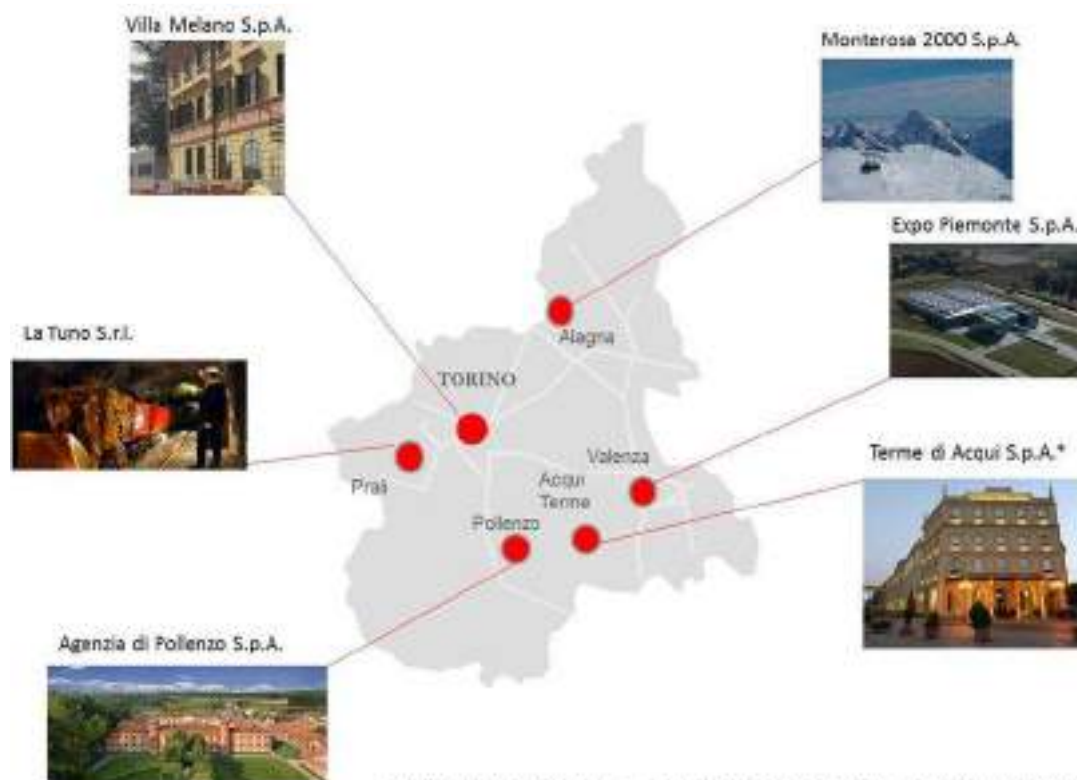 Villa Melano S.p.A.
Monterosa 2000 S.p.A.
Expo Piemonte S.p.A.
La Tuno S.r.l.
Alagna
TORINO
Prali
Valenza
Acqui
Terme
Terme di Acqui S.p.A.*
Pollenzo
Agenzia di Pollenzo S.p.A.